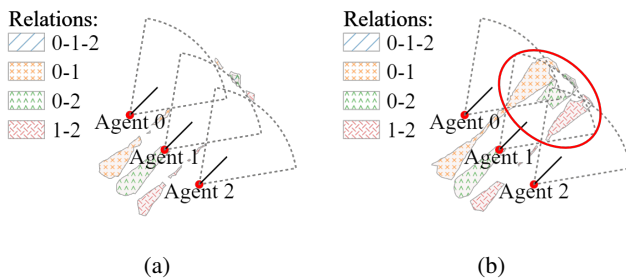 Relations:
0-1-2
0-1
0-2
1-2
Agent 0
Agent 1
Agent 2
(a)
Relations:
0-1-2
0-1
0-2
1-2
Agent 0
Agent 1
Agent 2
(b)